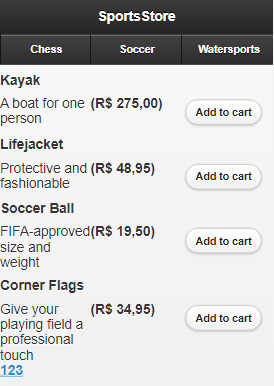 SportsStore
Chess Soccer Watersports
Kayak
A boat for one (R$ 275,00) Add to cart
person
Lifejacket
Protective and (R$ 48,95) Add to cart
fashionable
Soccer Ball
FIFA-approved (R$ 19,50) Add to cart
size and
weight
Corner Flags
Give your (R$ 34,95) Add to cart
playing field a
professional
touch
123